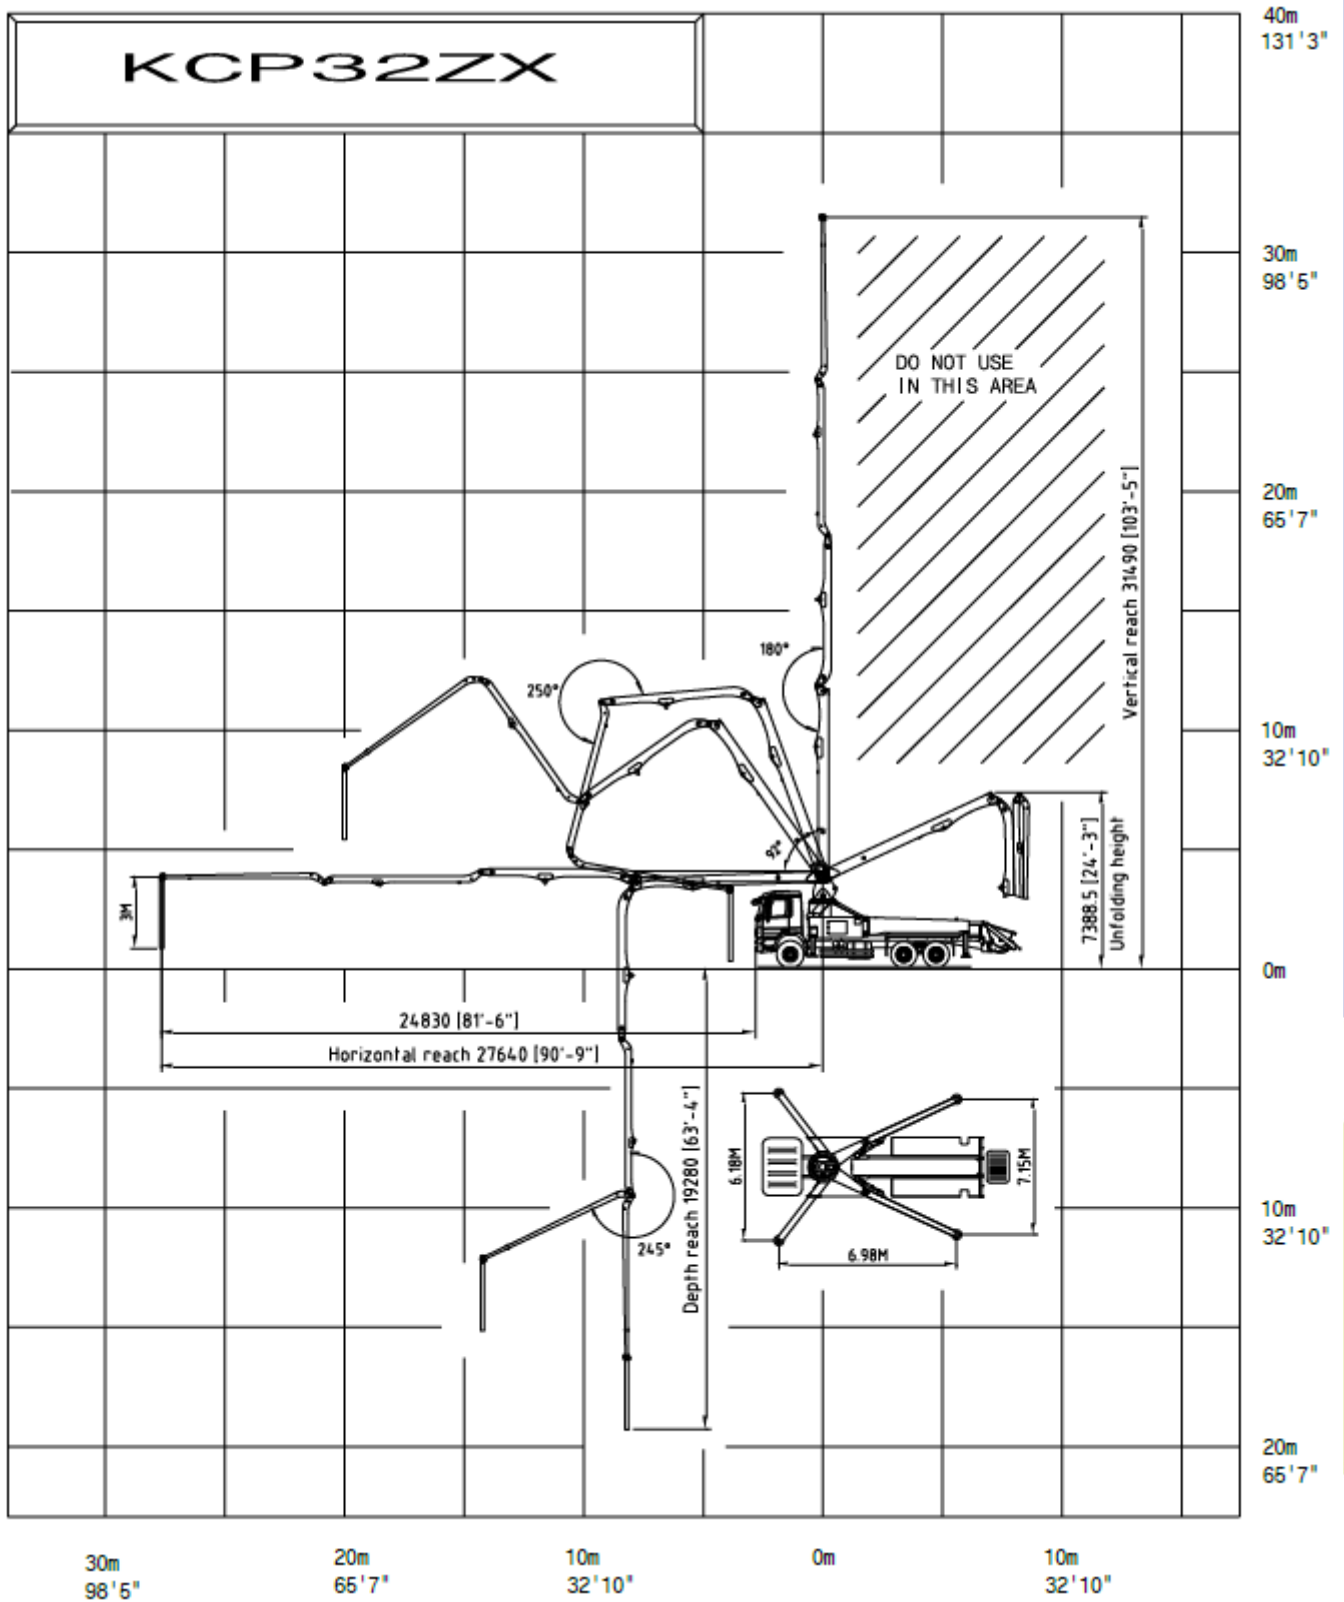 KCP32ZX
40m
131'3"
30m
98'5"
DO NOT USE
IN THIS AREA
20m
65'7"
Vertical reach 31490 [103'-5"]
180°
250°
10m
32'10"
92°
7388.5 [24'-3"]
Unfolding height
3M
0m
24830 [81'-6"]
Horizontal reach 27640 [90'-9"]
Depth reach 19280 [63'-4"]
6.18M
7.15M
6.98M
245°
10m
32'10"
20m
65'7"
30m
98'5"
20m
65'7"
10m
32'10"
0m
10m
32'10"